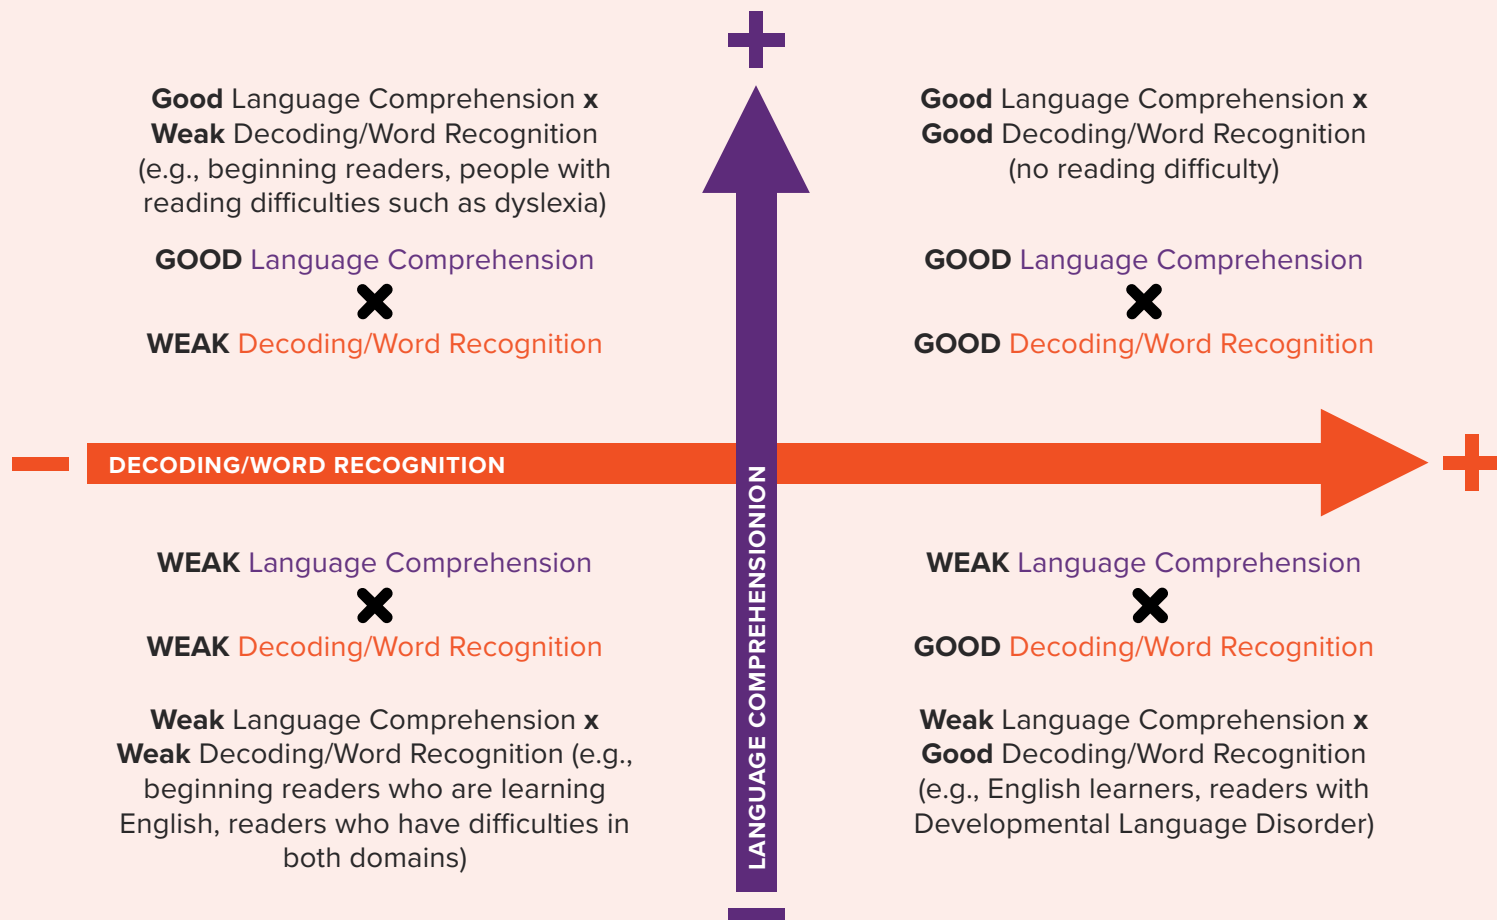 Good Language Comprehension x
Weak Decoding/Word Recognition
(e.g., beginning readers, people with
reading difficulties such as dyslexia)
GOOD Language Comprehension
WEAK Decoding/Word Recognition
Good Language Comprehension x
Good Decoding/Word Recognition
(no reading difficulty)
GOOD Language Comprehension
GOOD Decoding/Word Recognition
DECODING/WORD RECOGNITION
LANGUAGE COMPREHENSIONION
WEAK Language Comprehension
WEAK Decoding/Word Recognition
Weak Language Comprehension x
Weak Decoding/Word Recognition (e.g.,
beginning readers who are learning
English, readers who have difficulties in
both domains)
WEAK Language Comprehension
GOOD Decoding/Word Recognition
Weak Language Comprehension x
Good Decoding/Word Recognition
(e.g., English learners, readers with
Developmental Language Disorder)